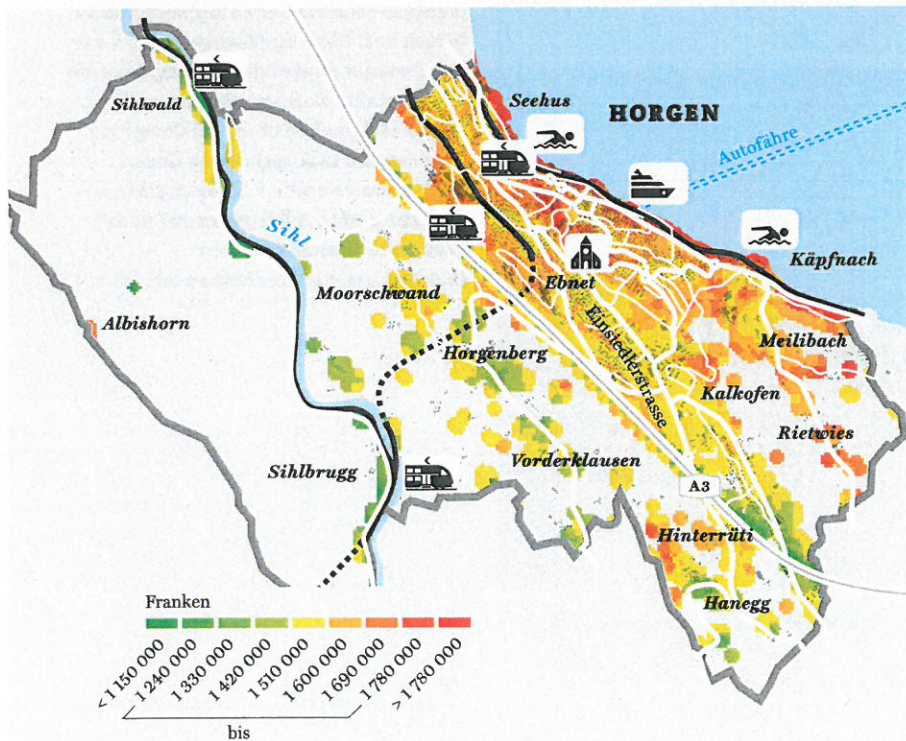 Seehus
HORGEN
Sihlwald
Autofähre
Sihl
Käpfnach
Moorschwand
Ebnet
Albishorn
Einsiedlerstrasse
Meilibach
Horgenberg
Kalkofen
Rietwies
Vorderklausen
Sihlbrugg
A3
Hinterrüti
Hanegg
Franken
< 1 150 000
1 240 000
1 330 000
1 420 000
1 510 000
1 600 000
1 690 000
1 780 000
> 1 780 000
bis